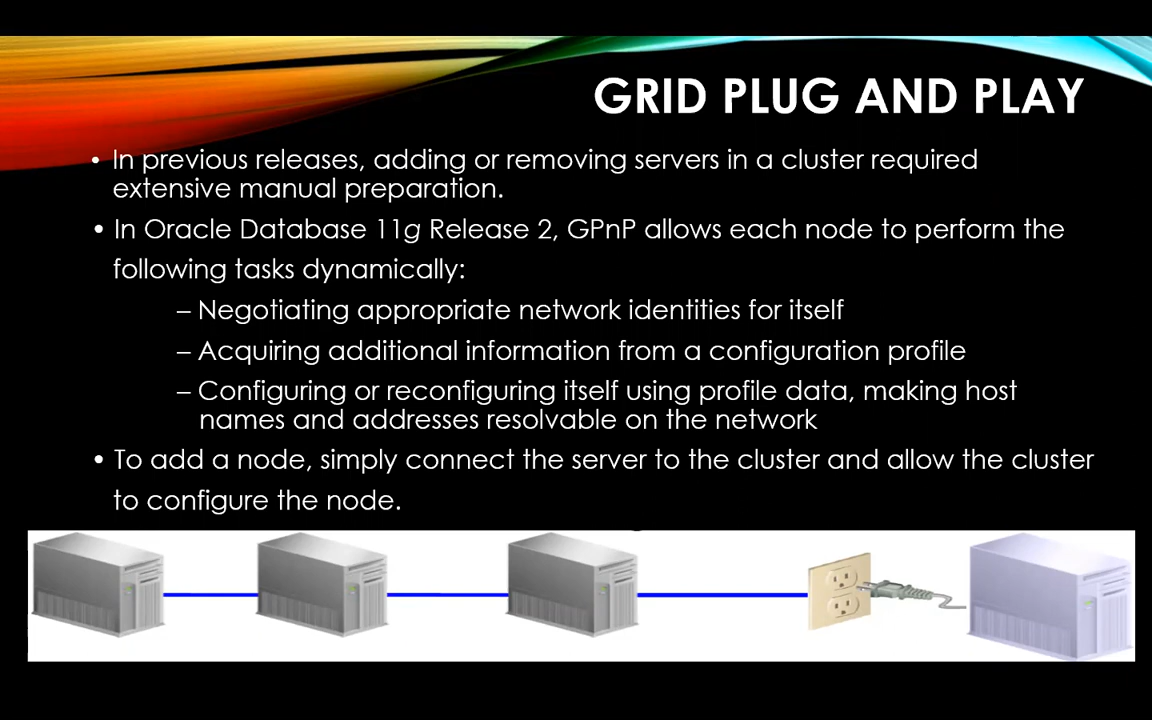 GRID PLUG AND PLAY
• In previous releases, adding or removing servers in a cluster required
extensive manual preparation.
• In Oracle Database 11g Release 2, GPnP allows each node to perform the
following tasks dynamically:
– Negotiating appropriate network identities for itself
– Acquiring additional information from a configuration profile
– Configuring or reconfiguring itself using profile data, making host
names and addresses resolvable on the network
• To add a node, simply connect the server to the cluster and allow the cluster
to configure the node.